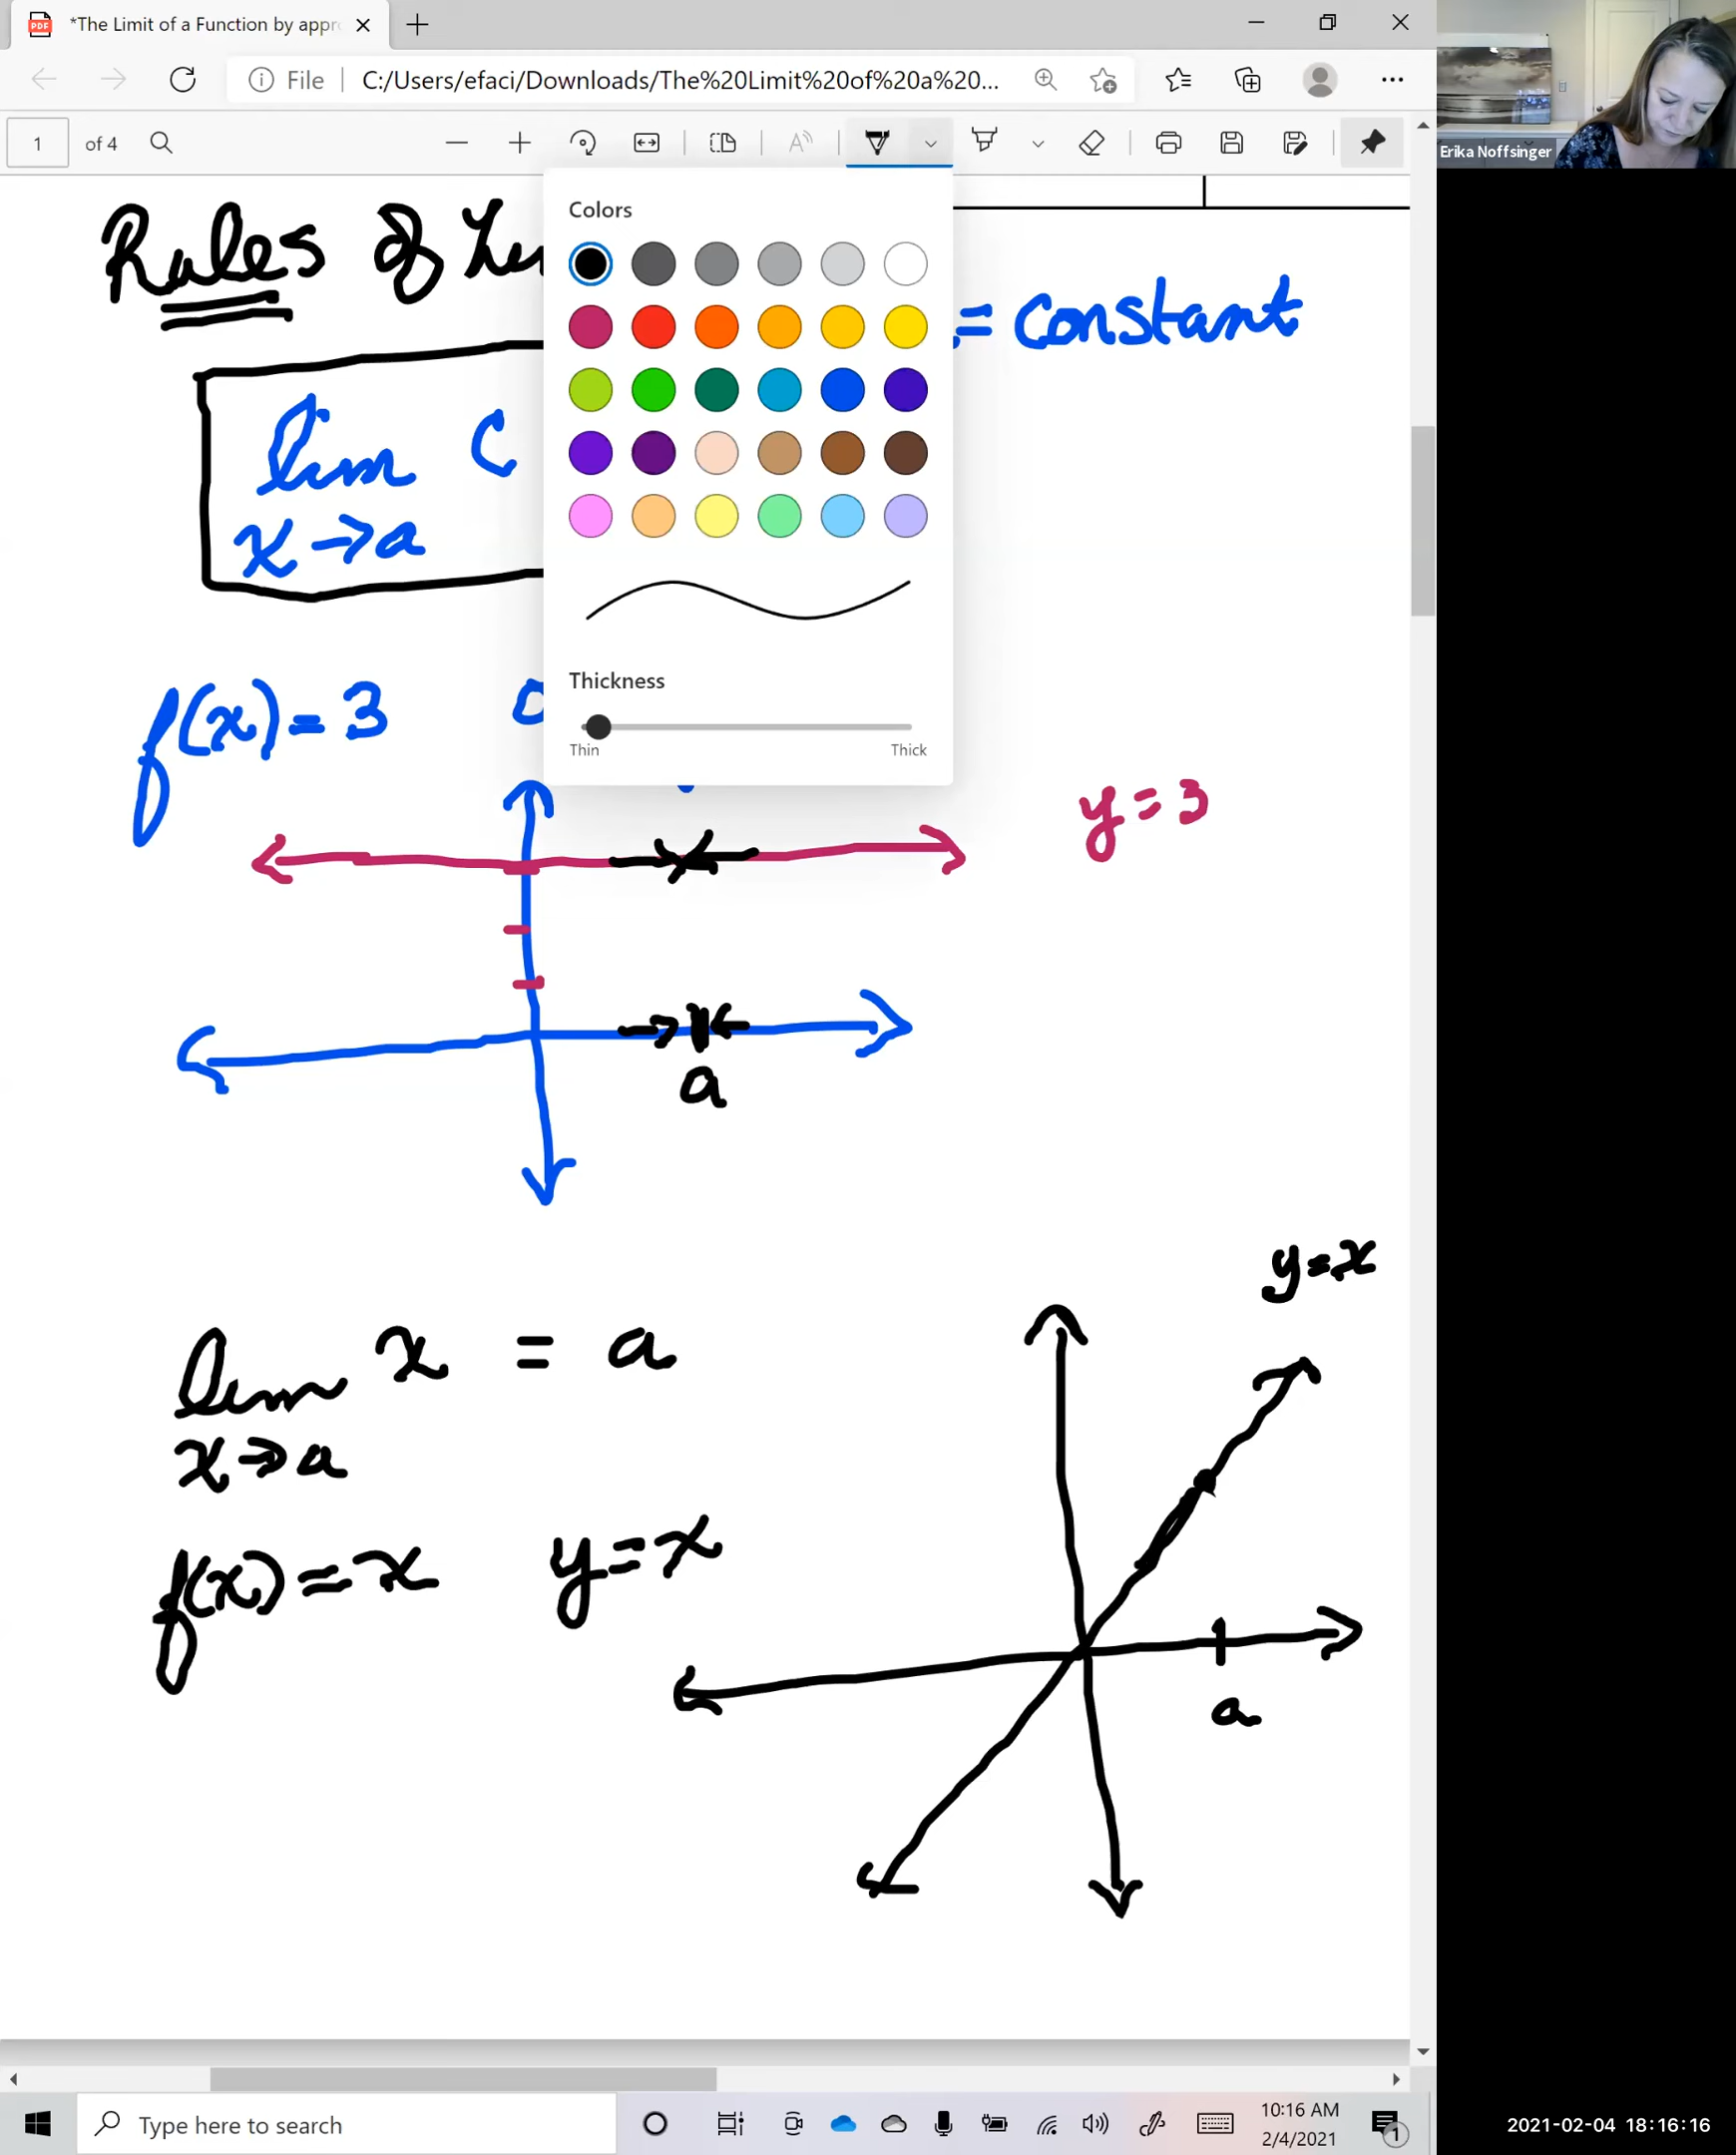 *The Limit of a Function by appr
File
C:/Users/efaci/Downloads/The%20Limit%20of%20a%20...
1 of 4
Erika Noffsinger
Colors
Thickness
Thin Thick
Rules of
= constant
lim C
x→a
f(x)=3
y=3
a
y=x
lim x = a
x→a
f(x)=x y=x
a
Type here to search
10:16 AM
2/4/2021
1
2021-02-04 18:16:16